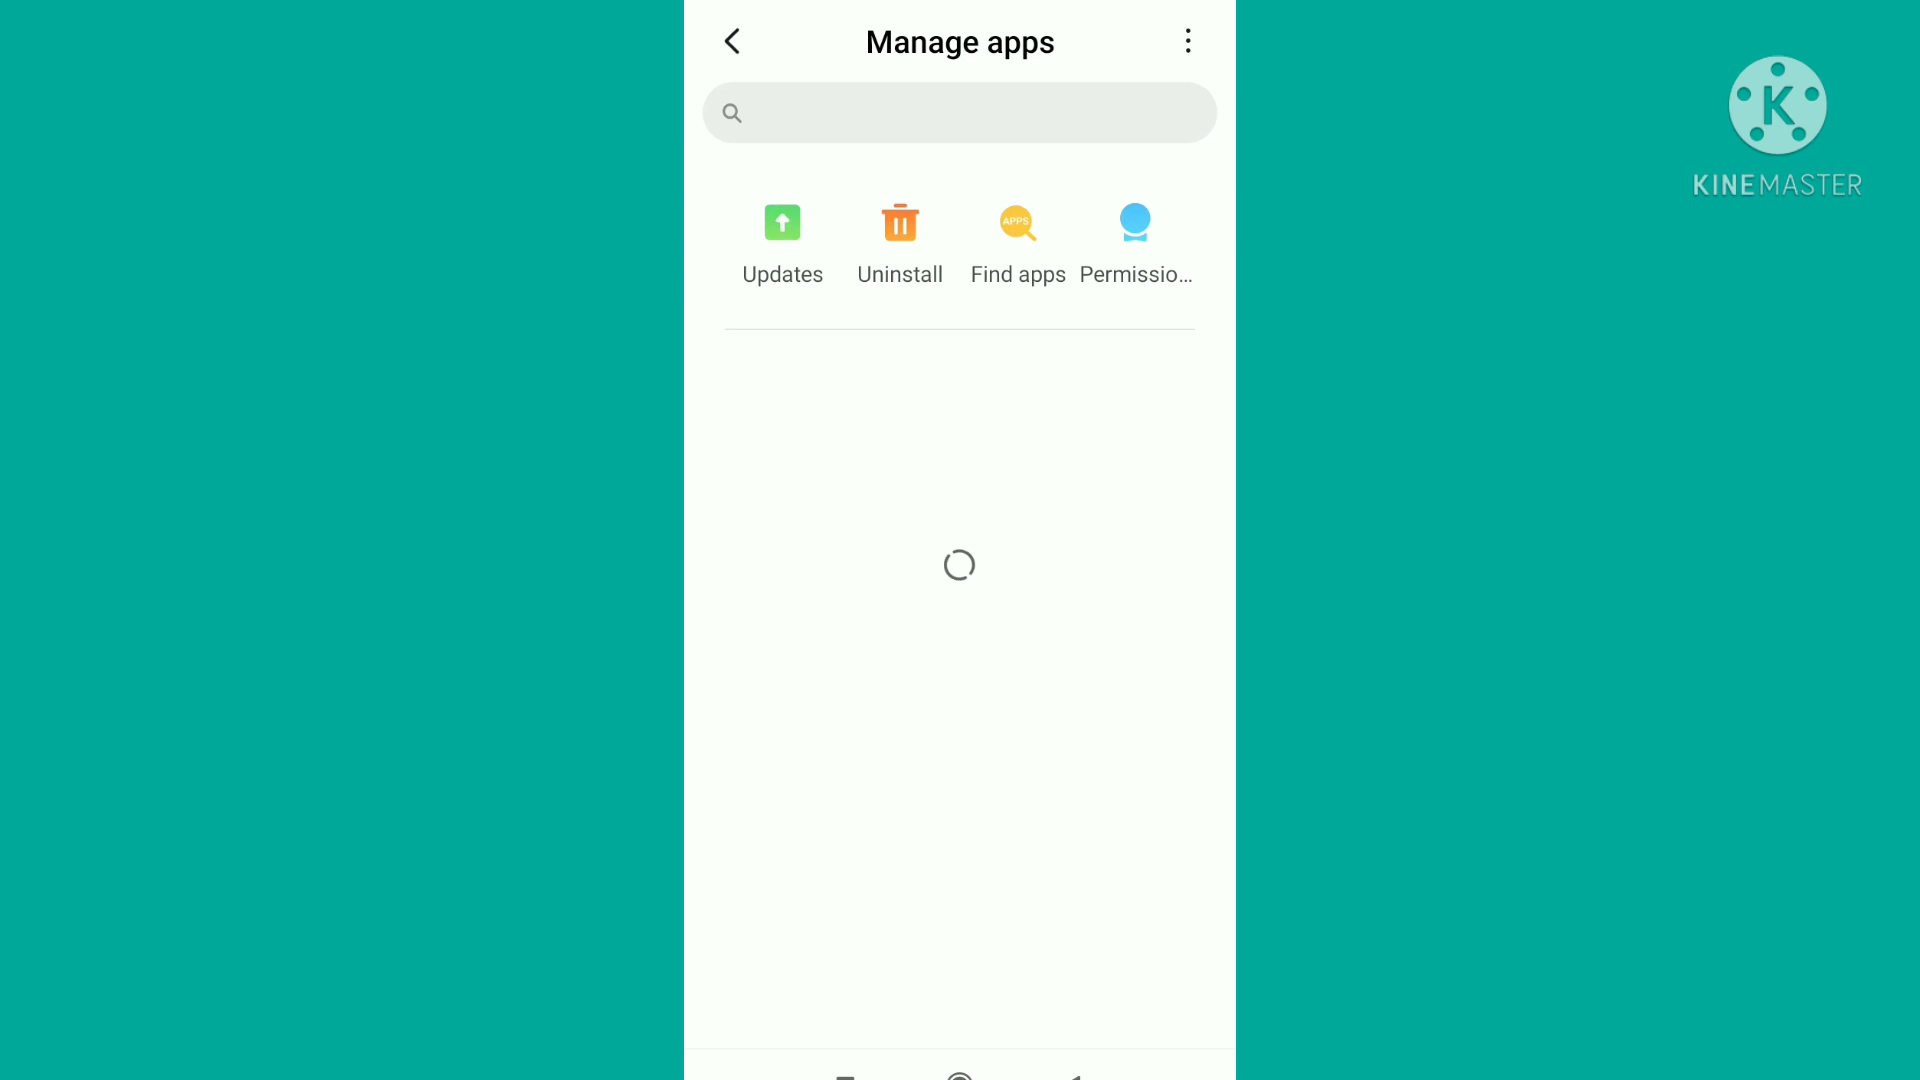 Manage apps
K
KINEMASTER
APPS
Updates
Uninstall
Find apps
Permissio...